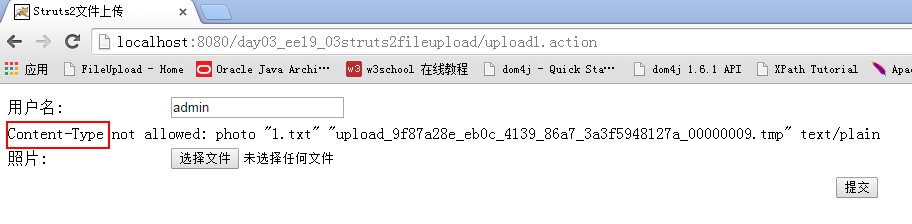 Struts2文件上传
localhost:8080/day03_ee19_03struts2fileupload/upload1.action
应用 FileUpload - Home Oracle Java Archi… w3 w3school 在线教程 dom4j - Quick Sta… dom4j 1.6.1 API XPath Tutorial Apa
用户名: admin
Content-Type not allowed: photo "1.txt" "upload_9f87a28e_eb0c_4139_86a7_3a3f5948127a_00000009.tmp" text/plain
照片: 选择文件 未选择任何文件
提交